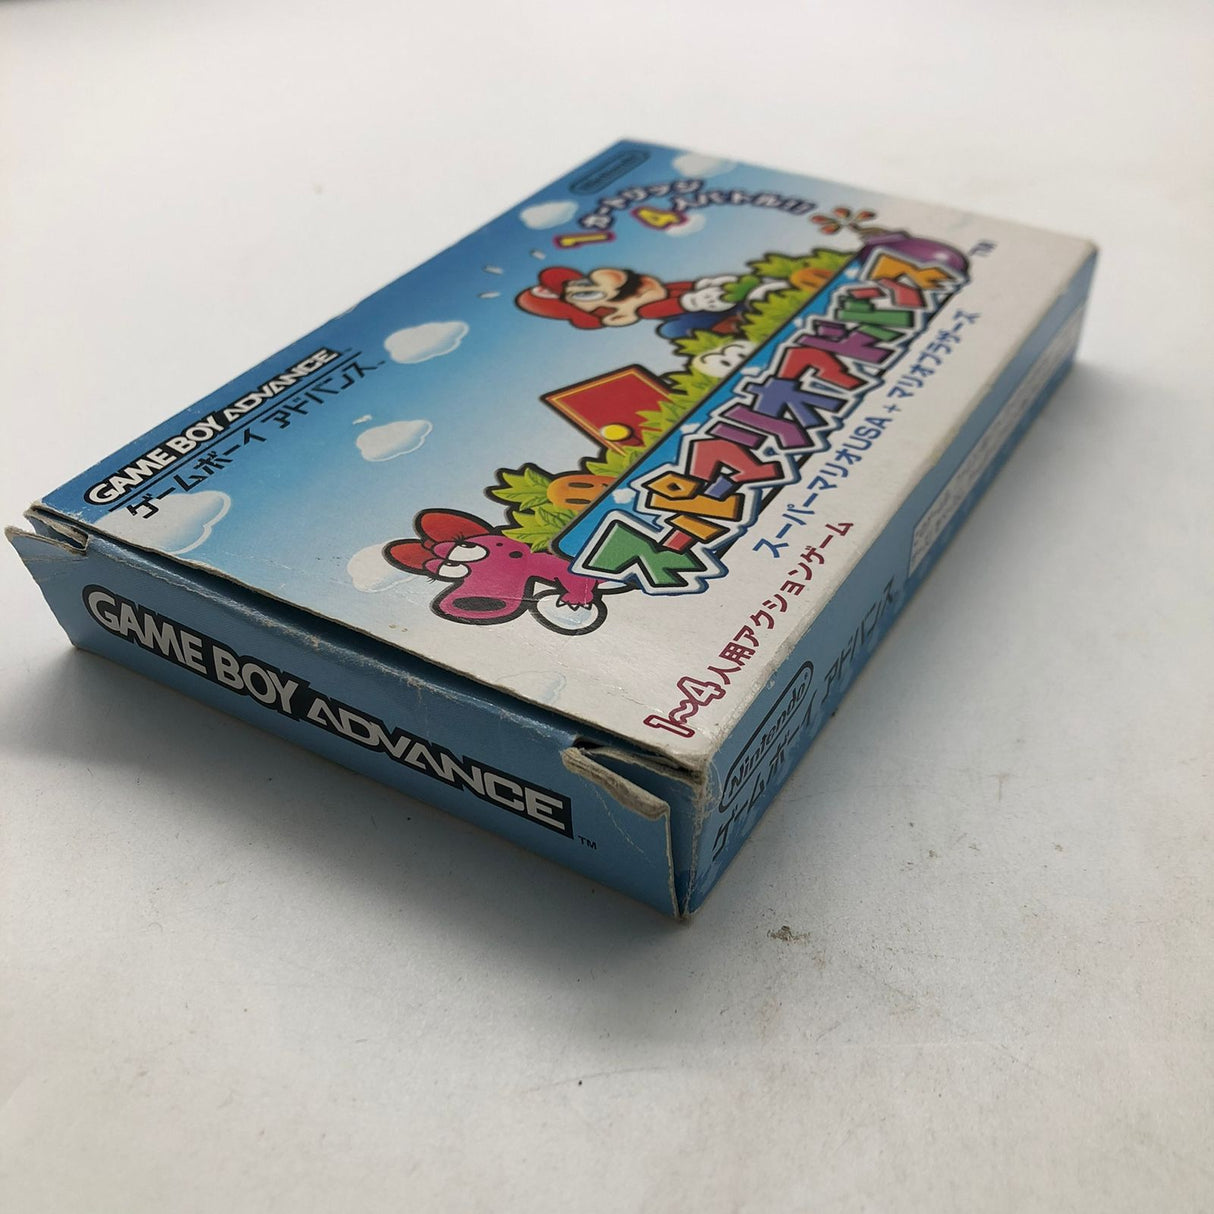 Nintendo
1カートリッジ
4人バトル!!
GAME BOY ADVANCE
ゲームボーイ アドバンス™
スーパーマリオアドバンス
™
スーパーマリオUSA + マリオブラザーズ
1~4人用アクションゲーム
GAME BOY ADVANCE™
Nintendo®
ゲームボーイ アドバンス